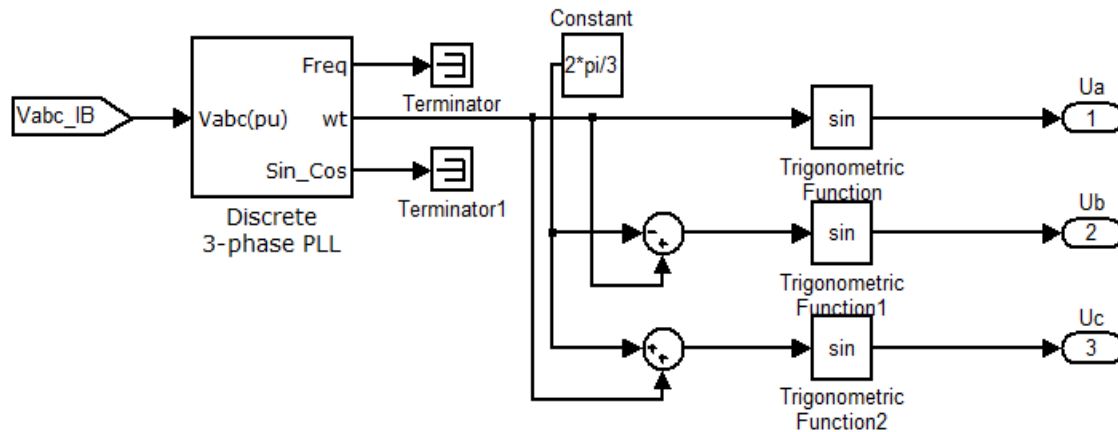 Constant
2*pi/3
Freq
Terminator
Vabc_IB
Vabc(pu)
wt
Sin_Cos
Terminator1
Discrete
3-phase PLL
sin
Trigonometric
Function
Ua
1
-
+
sin
Trigonometric
Function1
Ub
2
+
+
sin
Trigonometric
Function2
Uc
3